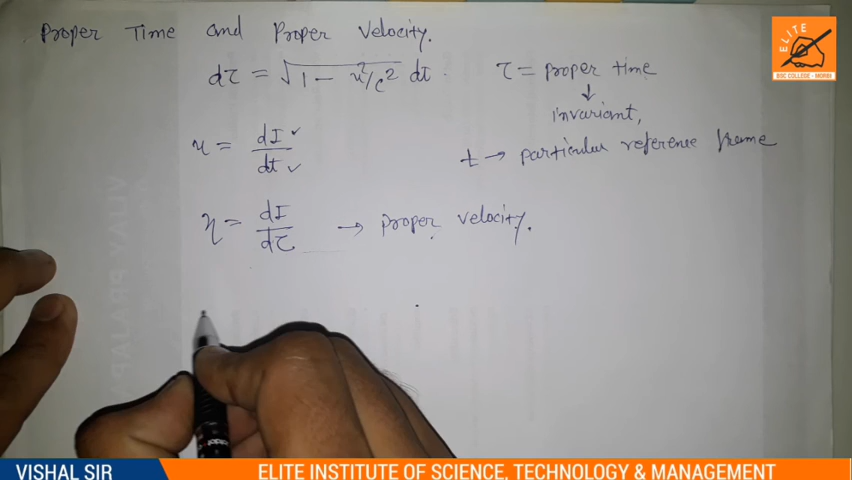 Proper Time and Proper Velocity.
dτ = √1 - u²/c² dt. τ = proper time
↓
invariant,
u = dI/dt
t → particular reference frame
η = dI/dτ → proper velocity.
ELITE
BSC COLLEGE - MORBI
VISHAL SIR
ELITE INSTITUTE OF SCIENCE, TECHNOLOGY & MANAGEMENT